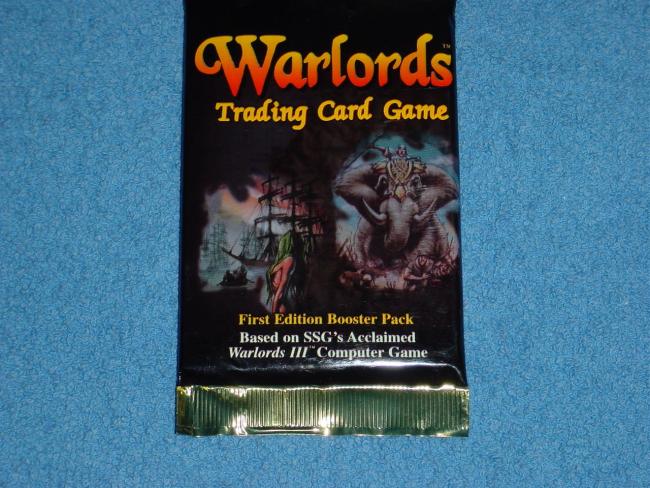 Warlords™
Trading Card Game
First Edition Booster Pack
Based on SSG's Acclaimed
Warlords III™ Computer Game